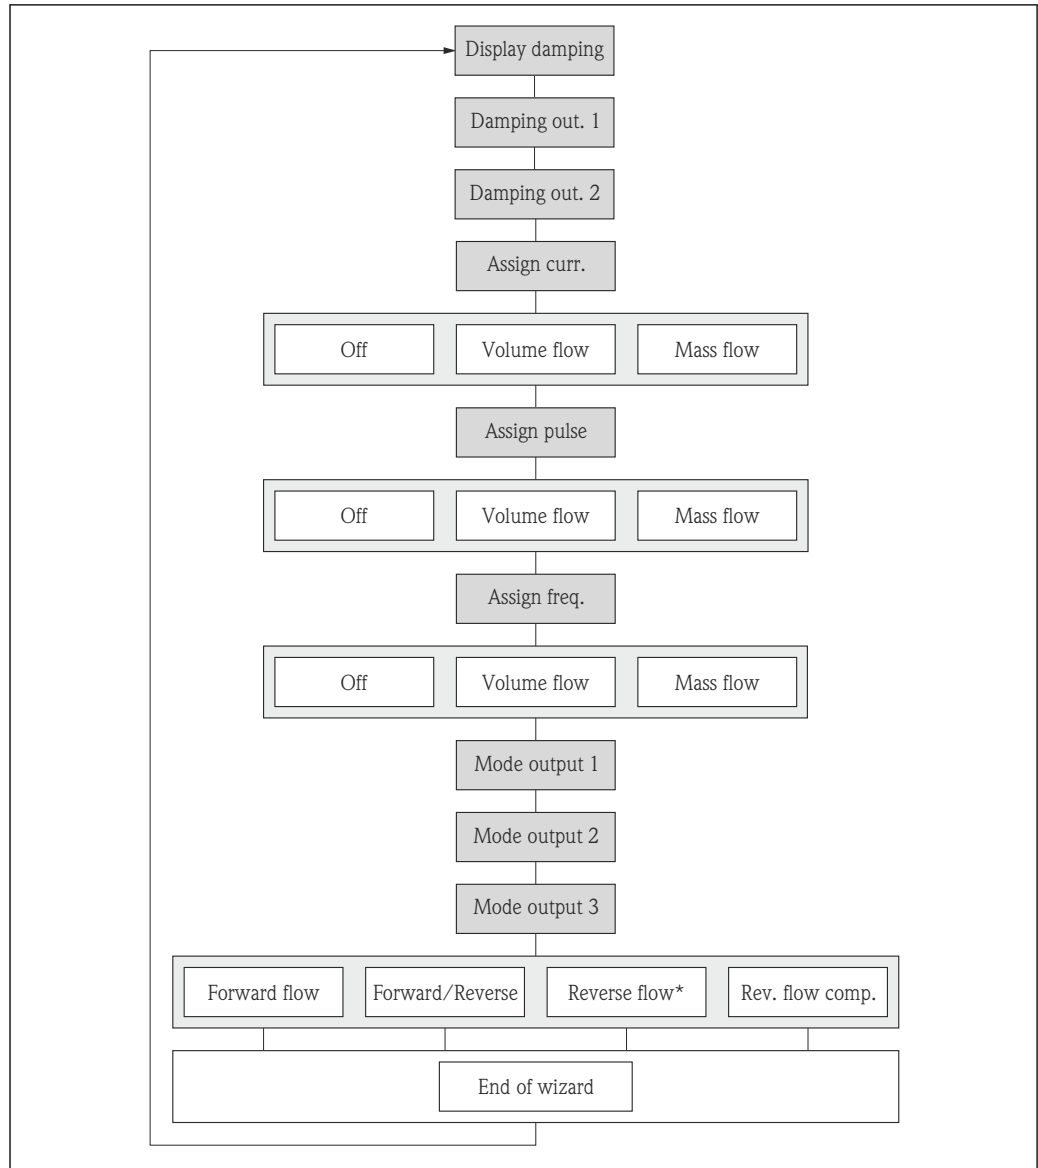 Display damping
Damping out. 1
Damping out. 2
Assign curr.
Off
Volume flow
Mass flow
Assign pulse
Off
Volume flow
Mass flow
Assign freq.
Off
Volume flow
Mass flow
Mode output 1
Mode output 2
Mode output 3
Forward flow
Forward/Reverse
Reverse flow*
Rev. flow comp.
End of wizard